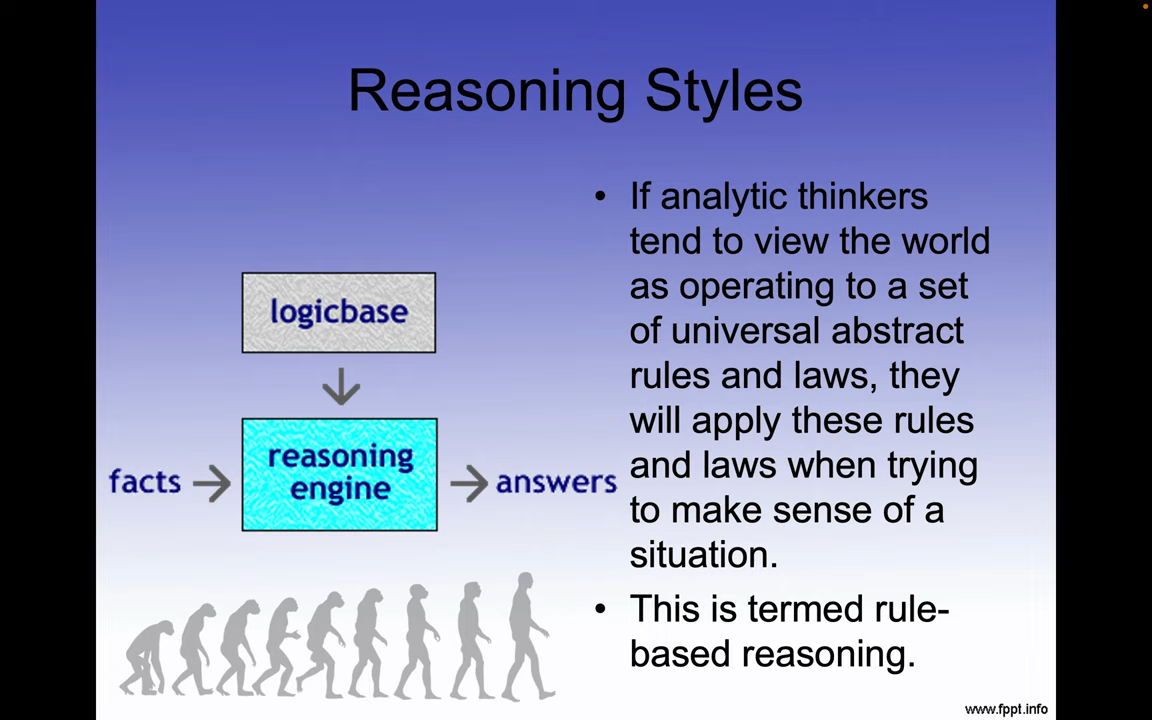 Reasoning Styles
logicbase
reasoning
engine
facts
answers
• If analytic thinkers
tend to view the world
as operating to a set
of universal abstract
rules and laws, they
will apply these rules
and laws when trying
to make sense of a
situation.
• This is termed rule-
based reasoning.
www.fppt.info